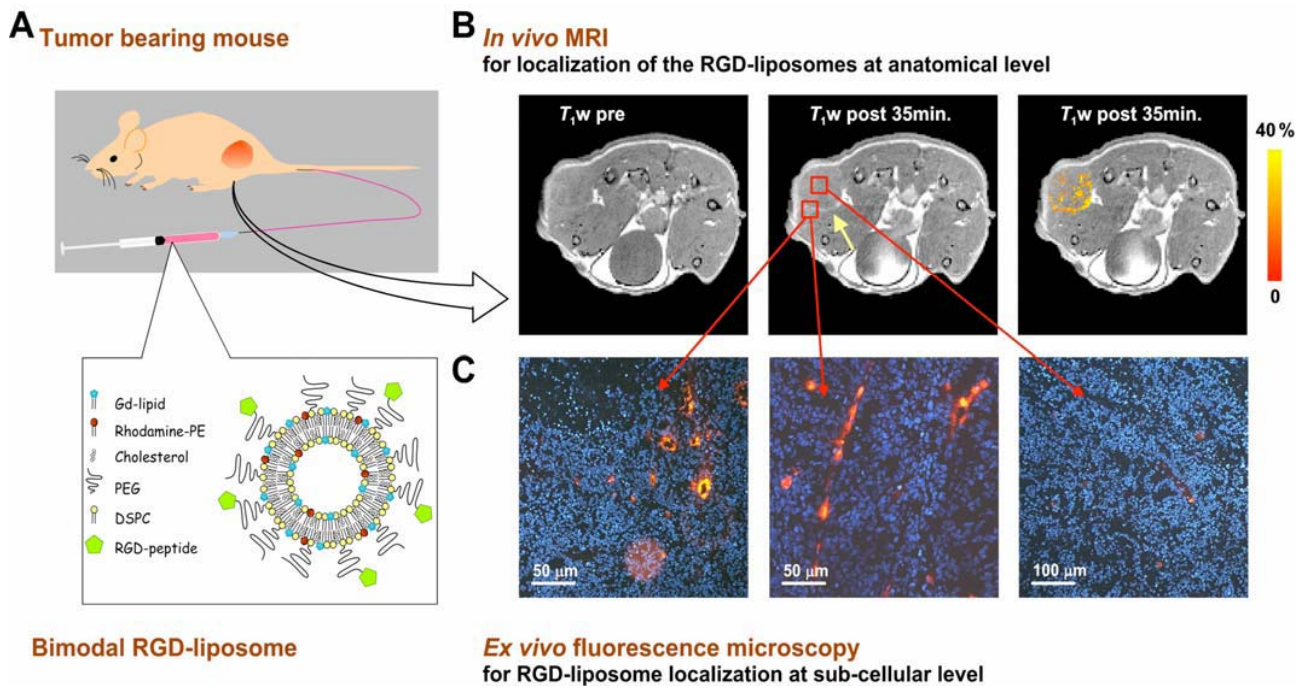 A Tumor bearing mouse
B In vivo MRI
for localization of the RGD-liposomes at anatomical level
T₁w pre
T₁w post 35min.
T₁w post 35min.
40 %
0
Gd-lipid
Rhodamine-PE
Cholesterol
PEG
DSPC
RGD-peptide
C
50 μm
50 μm
100 μm
Bimodal RGD-liposome
Ex vivo fluorescence microscopy
for RGD-liposome localization at sub-cellular level